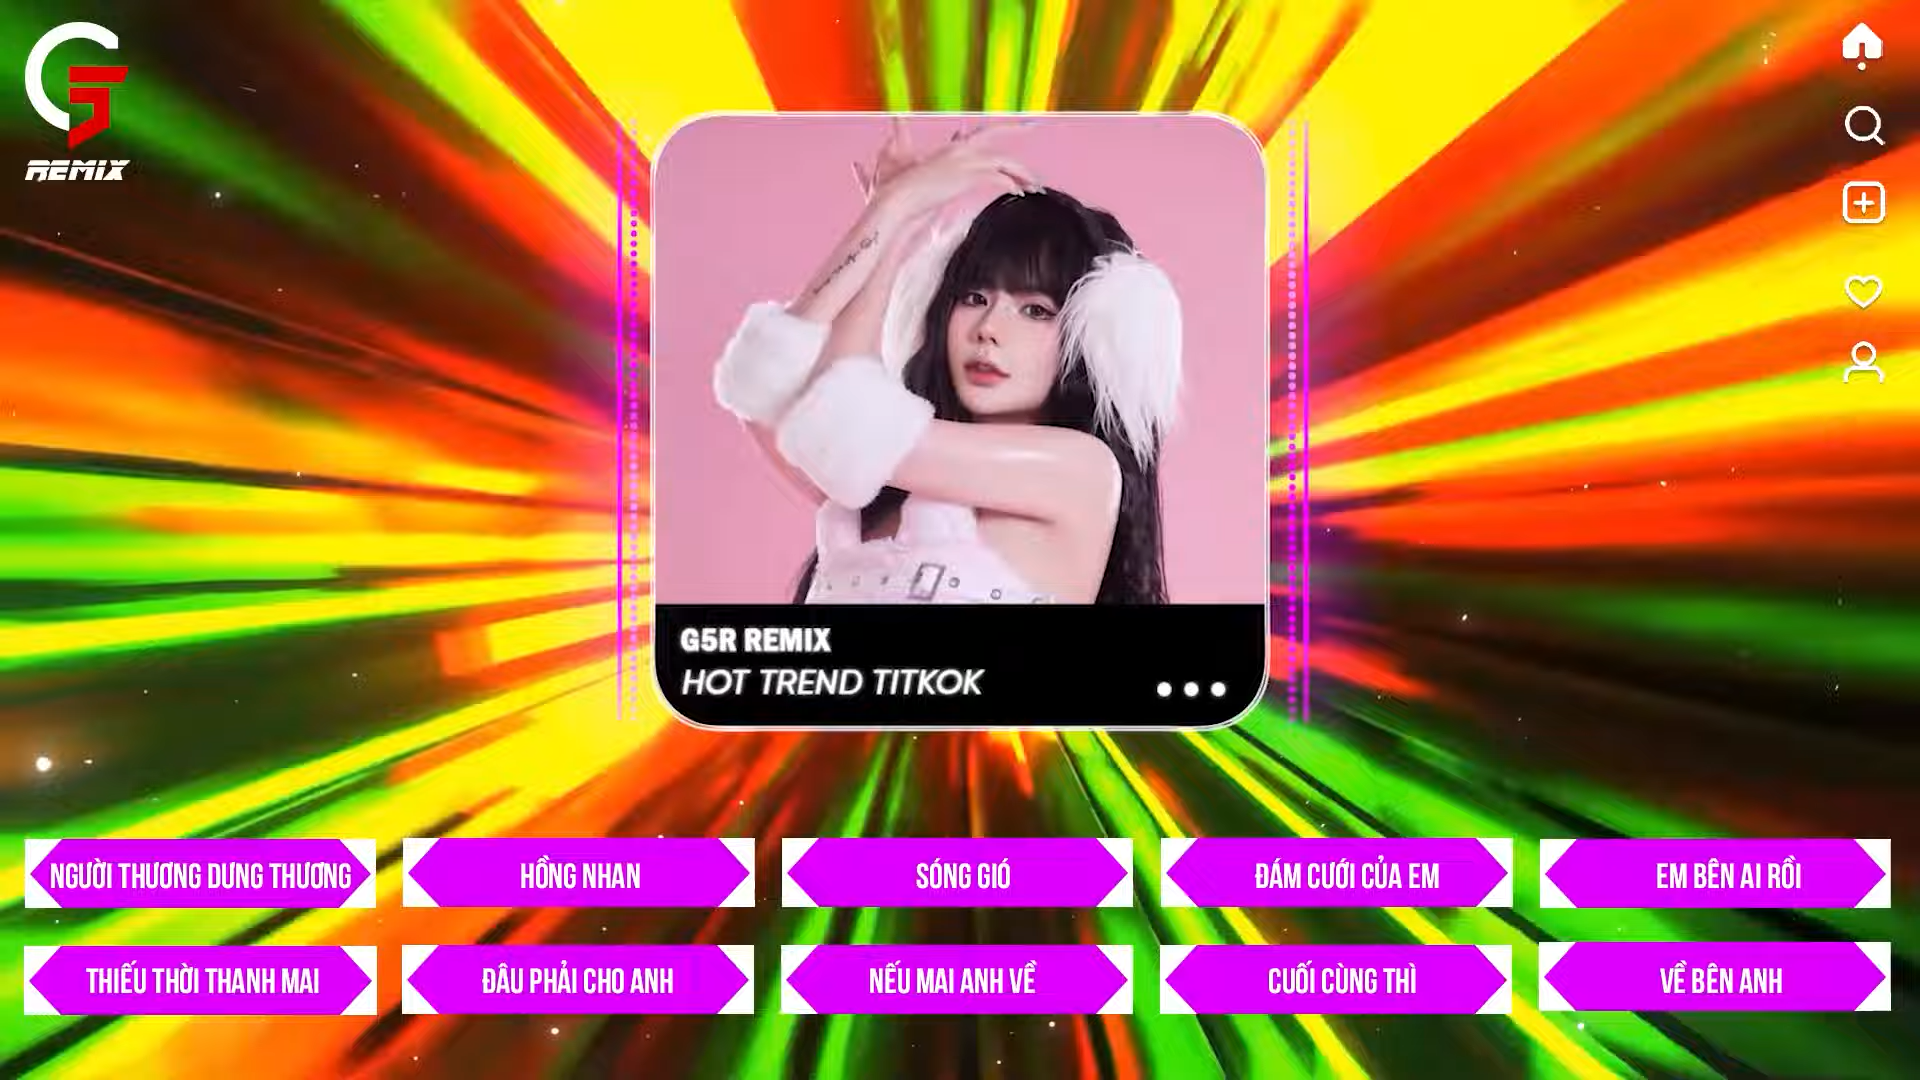 REMIX
G5R REMIX
HOT TREND TITKOK
NGƯỜI THƯƠNG DƯNG THƯƠNG
HỒNG NHAN
SÓNG GIÓ
ĐÁM CƯỚI CỦA EM
EM BÊN AI RỒI
THIẾU THỜI THANH MAI
ĐÂU PHẢI CHO ANH
NẾU MAI ANH VỀ
CUỐI CÙNG THÌ
VỀ BÊN ANH